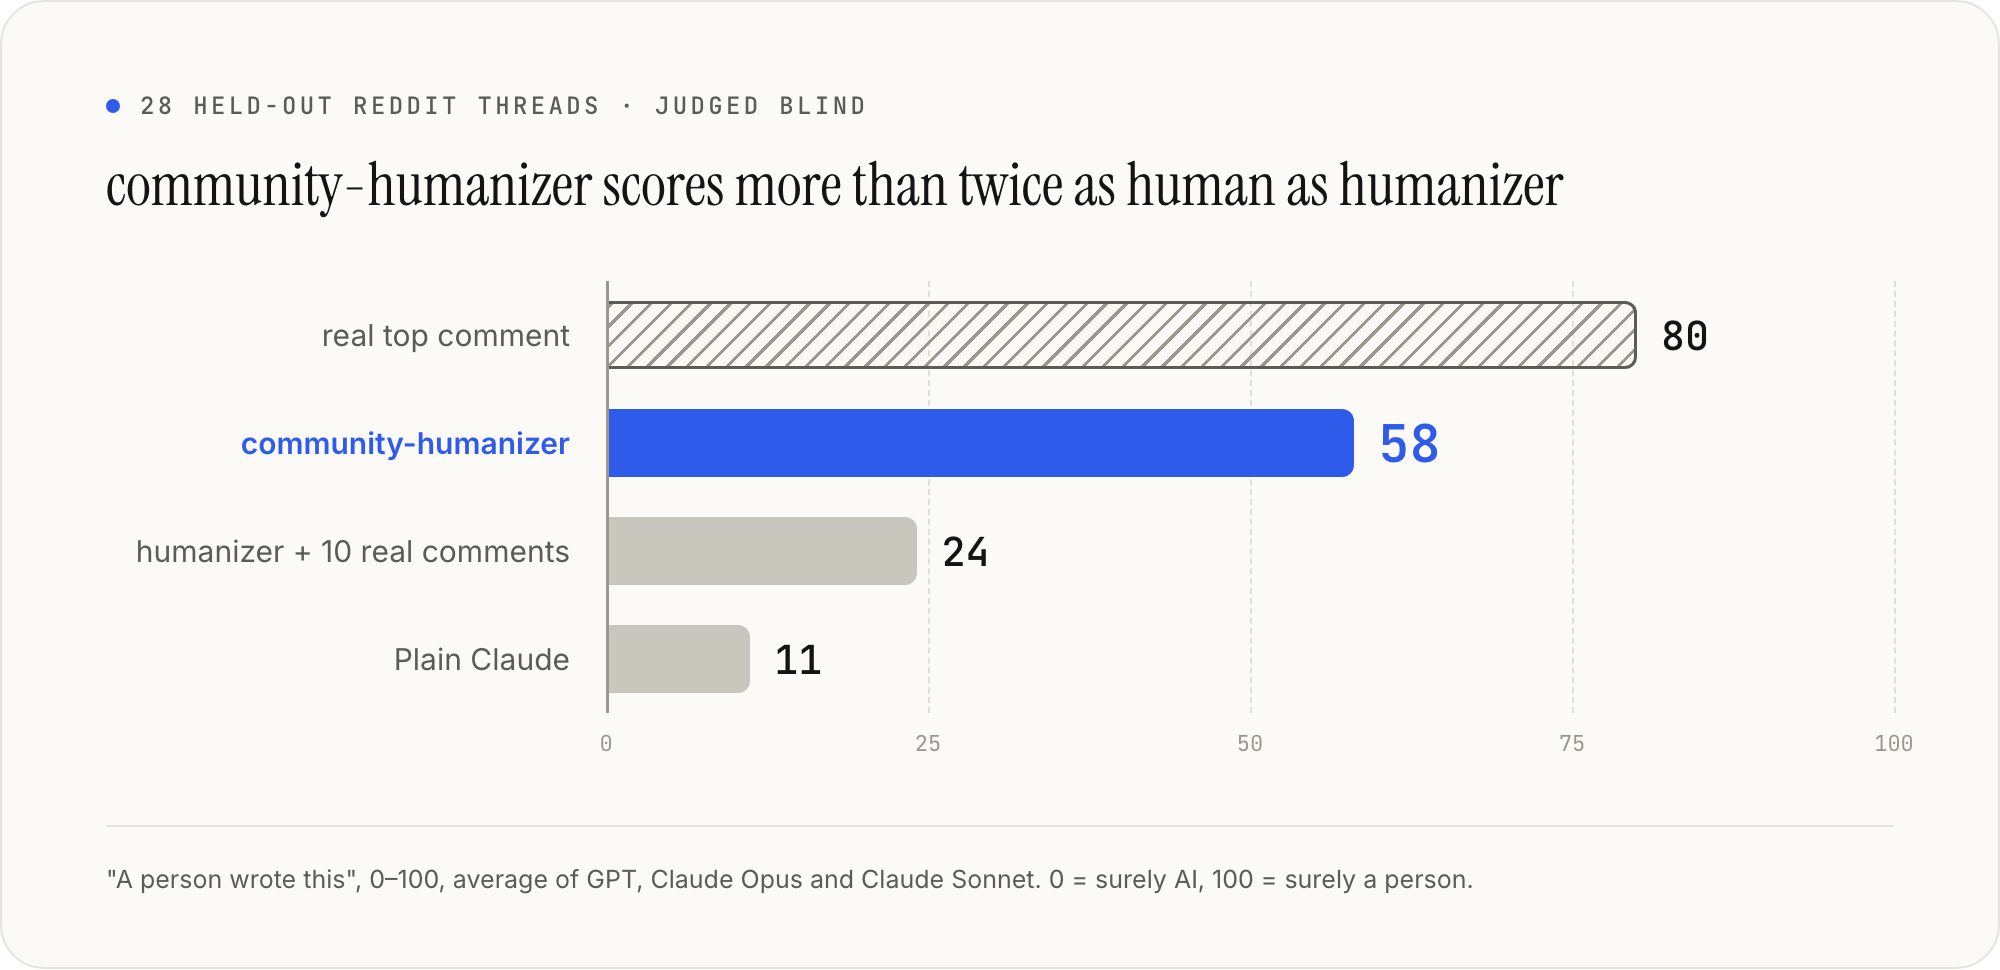 28 HELD-OUT REDDIT THREADS · JUDGED BLIND
community-humanizer scores more than twice as human as humanizer
real top comment 80
community-humanizer 58
humanizer + 10 real comments 24
Plain Claude 11
0 25 50 75 100
"A person wrote this", 0–100, average of GPT, Claude Opus and Claude Sonnet. 0 = surely AI, 100 = surely a person.